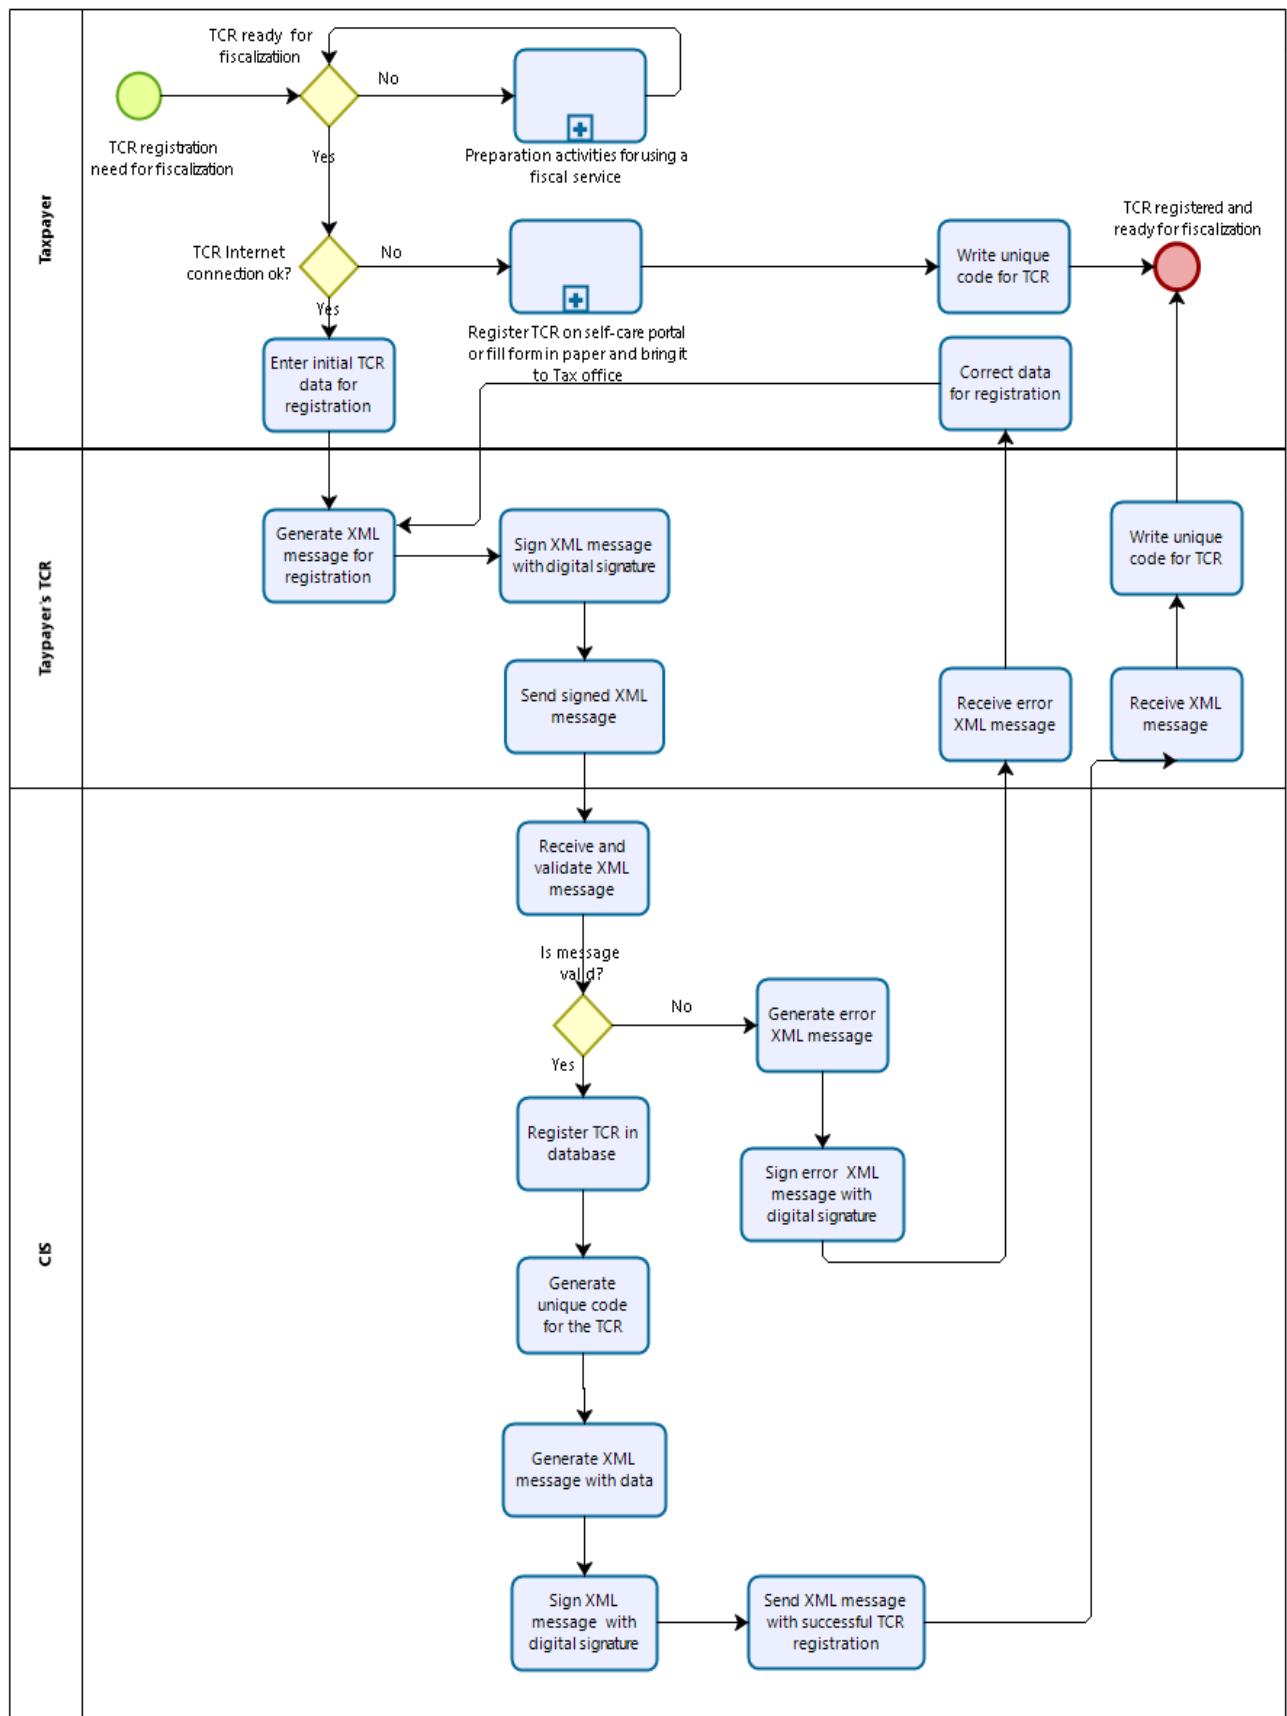 Taxpayer
TCR ready  for
fiscalizatiion
No
Yes
TCR registration
need for fiscalization
Preparation activities for using a
fiscal service
TCR Internet
connection ok?
No
Yes
Register TCR on self-care portal
or fill form in paper and bring it
to Tax office
Write unique
code for TCR
TCR registered and
ready for fiscalization
Enter initial TCR
data for
registration
Correct data
for registration
Taypayer's TCR
Generate XML
message for
registration
Sign XML message
with digital signature
Write unique
code for TCR
Send signed XML
message
Receive error
XML message
Receive XML
message
CIS
Receive and
validate XML
message
Is message
valid?
No
Yes
Generate error
XML message
Register TCR in
database
Sign error  XML
message with
digital signature
Generate
unique code
for the TCR
Generate XML
message with data
Sign XML
message  with
digital signature
Send XML message
with successful TCR
registration